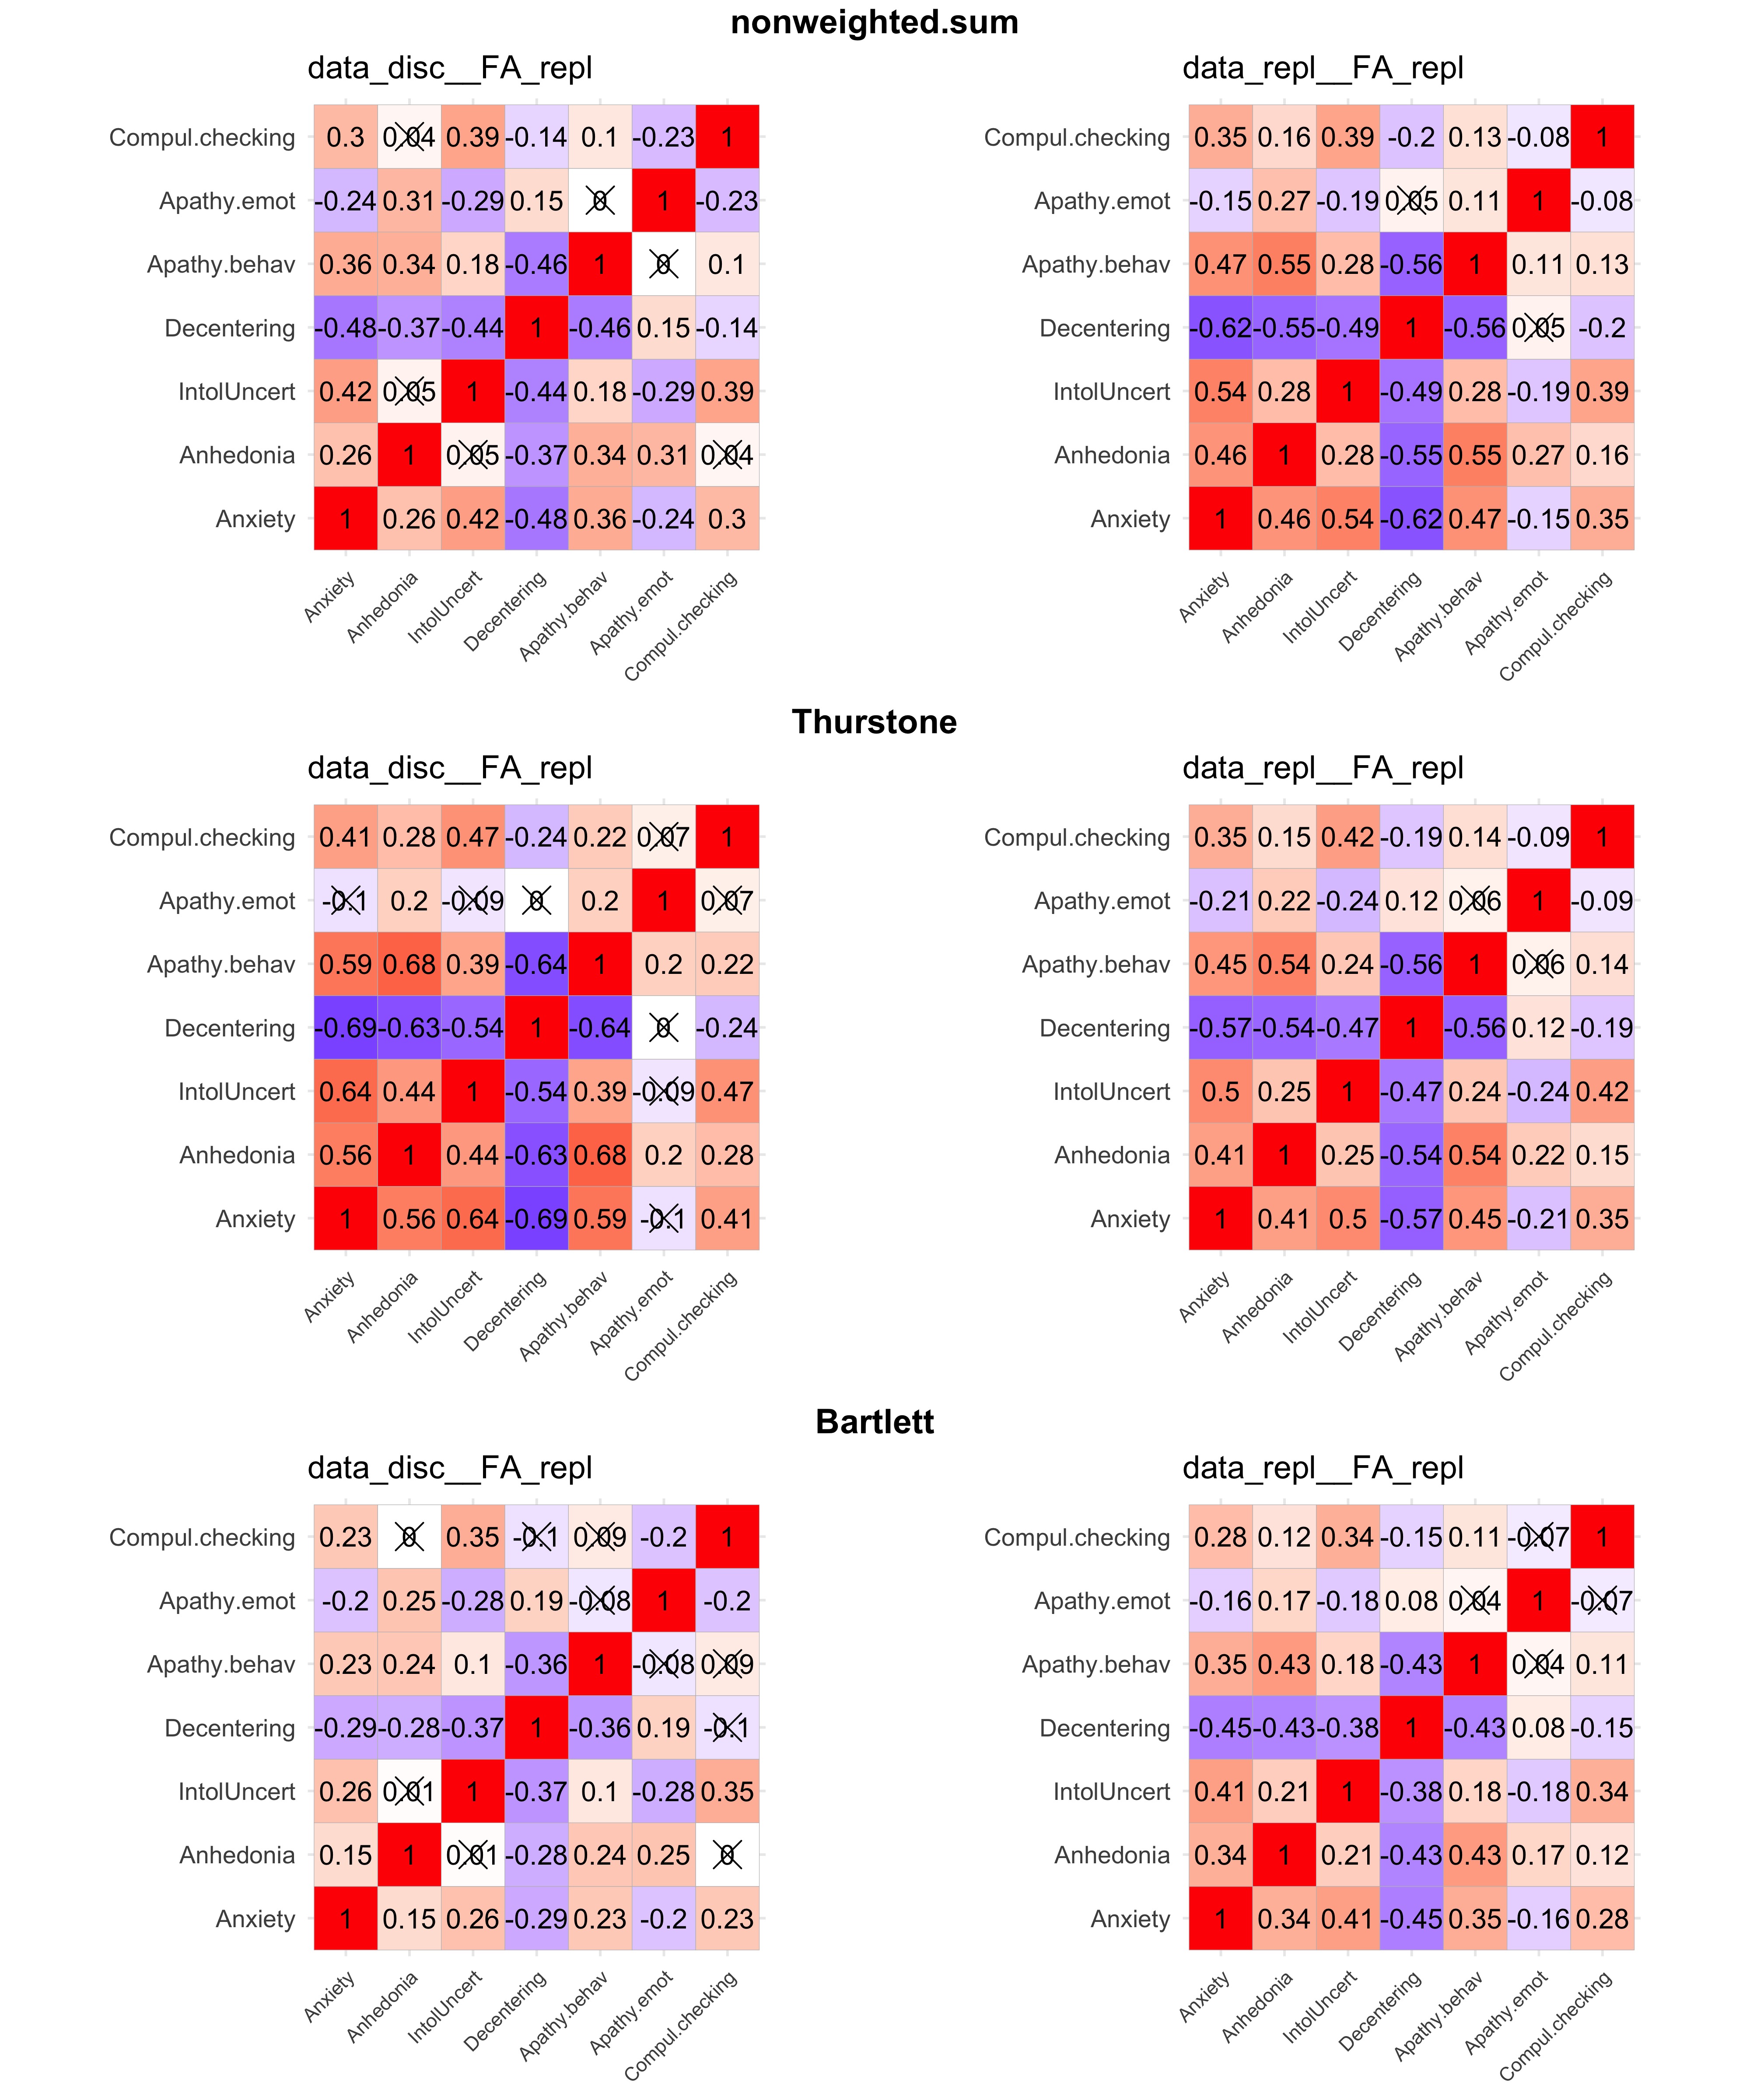 nonweighted.sum
data_disc__FA_repl
Compul.checking 0.3 0.04 0.39 -0.14 0.1 -0.23 1
Apathy.emot -0.24 0.31 -0.29 0.15 0 1 -0.23
Apathy.behav 0.36 0.34 0.18 -0.46 1 0 0.1
Decentering -0.48 -0.37 -0.44 1 -0.46 0.15 -0.14
IntolUncert 0.42 0.05 1 -0.44 0.18 -0.29 0.39
Anhedonia 0.26 1 0.05 -0.37 0.34 0.31 0.04
Anxiety 1 0.26 0.42 -0.48 0.36 -0.24 0.3
Anxiety Anhedonia IntolUncert Decentering Apathy.behav Apathy.emot Compul.checking
data_repl__FA_repl
Compul.checking 0.35 0.16 0.39 -0.2 0.13 -0.08 1
Apathy.emot -0.15 0.27 -0.19 0.05 0.11 1 -0.08
Apathy.behav 0.47 0.55 0.28 -0.56 1 0.11 0.13
Decentering -0.62 -0.55 -0.49 1 -0.56 0.05 -0.2
IntolUncert 0.54 0.28 1 -0.49 0.28 -0.19 0.39
Anhedonia 0.46 1 0.28 -0.55 0.55 0.27 0.16
Anxiety 1 0.46 0.54 -0.62 0.47 -0.15 0.35
Anxiety Anhedonia IntolUncert Decentering Apathy.behav Apathy.emot Compul.checking
Thurstone
data_disc__FA_repl
Compul.checking 0.41 0.28 0.47 -0.24 0.22 0.07 1
Apathy.emot -0.1 0.2 -0.09 0 0.2 1 0.07
Apathy.behav 0.59 0.68 0.39 -0.64 1 0.2 0.22
Decentering -0.69 -0.63 -0.54 1 -0.64 0 -0.24
IntolUncert 0.64 0.44 1 -0.54 0.39 -0.09 0.47
Anhedonia 0.56 1 0.44 -0.63 0.68 0.2 0.28
Anxiety 1 0.56 0.64 -0.69 0.59 -0.1 0.41
Anxiety Anhedonia IntolUncert Decentering Apathy.behav Apathy.emot Compul.checking
data_repl__FA_repl
Compul.checking 0.35 0.15 0.42 -0.19 0.14 -0.09 1
Apathy.emot -0.21 0.22 -0.24 0.12 0.06 1 -0.09
Apathy.behav 0.45 0.54 0.24 -0.56 1 0.06 0.14
Decentering -0.57 -0.54 -0.47 1 -0.56 0.12 -0.19
IntolUncert 0.5 0.25 1 -0.47 0.24 -0.24 0.42
Anhedonia 0.41 1 0.25 -0.54 0.54 0.22 0.15
Anxiety 1 0.41 0.5 -0.57 0.45 -0.21 0.35
Anxiety Anhedonia IntolUncert Decentering Apathy.behav Apathy.emot Compul.checking
Bartlett
data_disc__FA_repl
Compul.checking 0.23 0 0.35 -0.1 0.09 -0.2 1
Apathy.emot -0.2 0.25 -0.28 0.19 -0.08 1 -0.2
Apathy.behav 0.23 0.24 0.1 -0.36 1 -0.08 0.09
Decentering -0.29 -0.28 -0.37 1 -0.36 0.19 -0.1
IntolUncert 0.26 0.01 1 -0.37 0.1 -0.28 0.35
Anhedonia 0.15 1 0.01 -0.28 0.24 0.25 0
Anxiety 1 0.15 0.26 -0.29 0.23 -0.2 0.23
Anxiety Anhedonia IntolUncert Decentering Apathy.behav Apathy.emot Compul.checking
data_repl__FA_repl
Compul.checking 0.28 0.12 0.34 -0.15 0.11 -0.07 1
Apathy.emot -0.16 0.17 -0.18 0.08 0.04 1 -0.07
Apathy.behav 0.35 0.43 0.18 -0.43 1 0.04 0.11
Decentering -0.45 -0.43 -0.38 1 -0.43 0.08 -0.15
IntolUncert 0.41 0.21 1 -0.38 0.18 -0.18 0.34
Anhedonia 0.34 1 0.21 -0.43 0.43 0.17 0.12
Anxiety 1 0.34 0.41 -0.45 0.35 -0.16 0.28
Anxiety Anhedonia IntolUncert Decentering Apathy.behav Apathy.emot Compul.checking